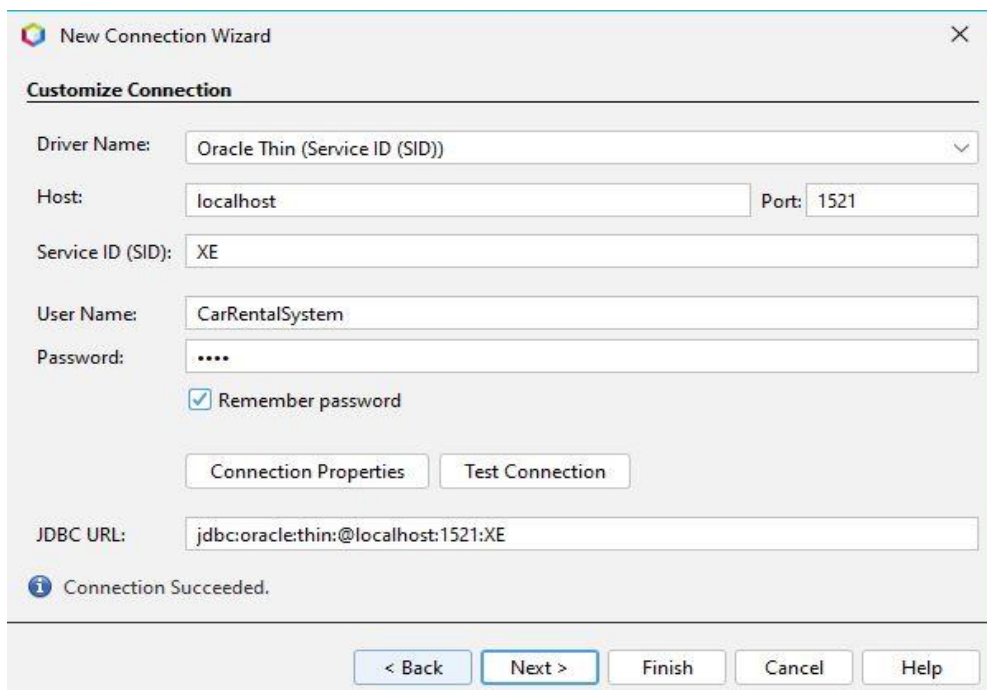 New Connection Wizard
Customize Connection
Driver Name: Oracle Thin (Service ID (SID))
Host: localhost Port: 1521
Service ID (SID): XE
User Name: CarRentalSystem
Password: ••••
Remember password
Connection Properties Test Connection
JDBC URL: jdbc:oracle:thin:@localhost:1521:XE
Connection Succeeded.
< Back Next > Finish Cancel Help